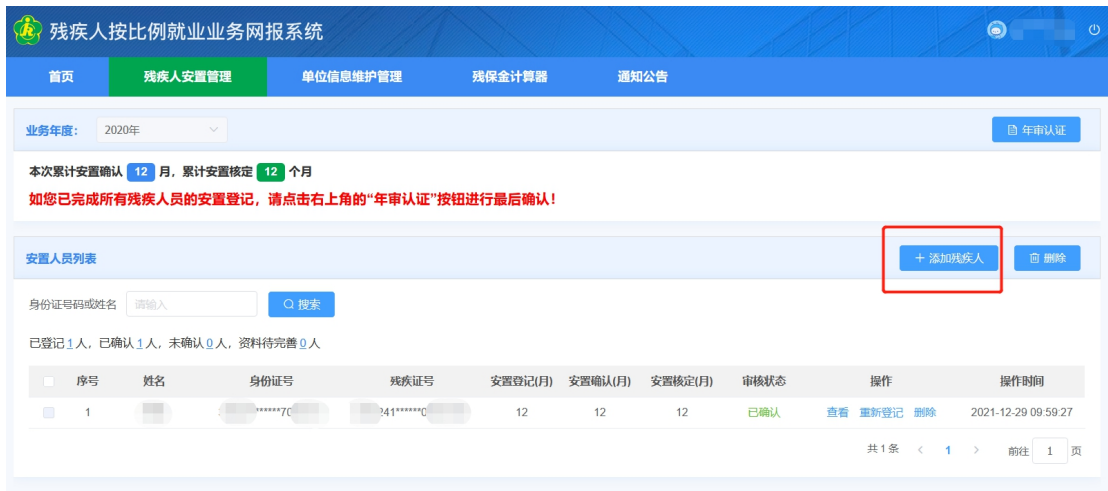 残疾人按比例就业业务网报系统
首页 残疾人安置管理 单位信息维护管理 残保金计算器 通知公告
业务年度： 2020年 年审认证
本次累计安置确认 12 月，累计安置核定 12 个月
如您已完成所有残疾人员的安置登记，请点击右上角的“年审认证”按钮进行最后确认！
安置人员列表 + 添加残疾人 删除
身份证号码或姓名 请输入 搜索
已登记1人，已确认1人，未确认0人，资料待完善0人
序号 姓名 身份证号 残疾证号 安置登记(月) 安置确认(月) 安置核定(月) 审核状态 操作 操作时间
1 ******70 241******0 12 12 12 已确认 查看 重新登记 删除 2021-12-29 09:59:27
共1条 < 1 > 前往 1 页